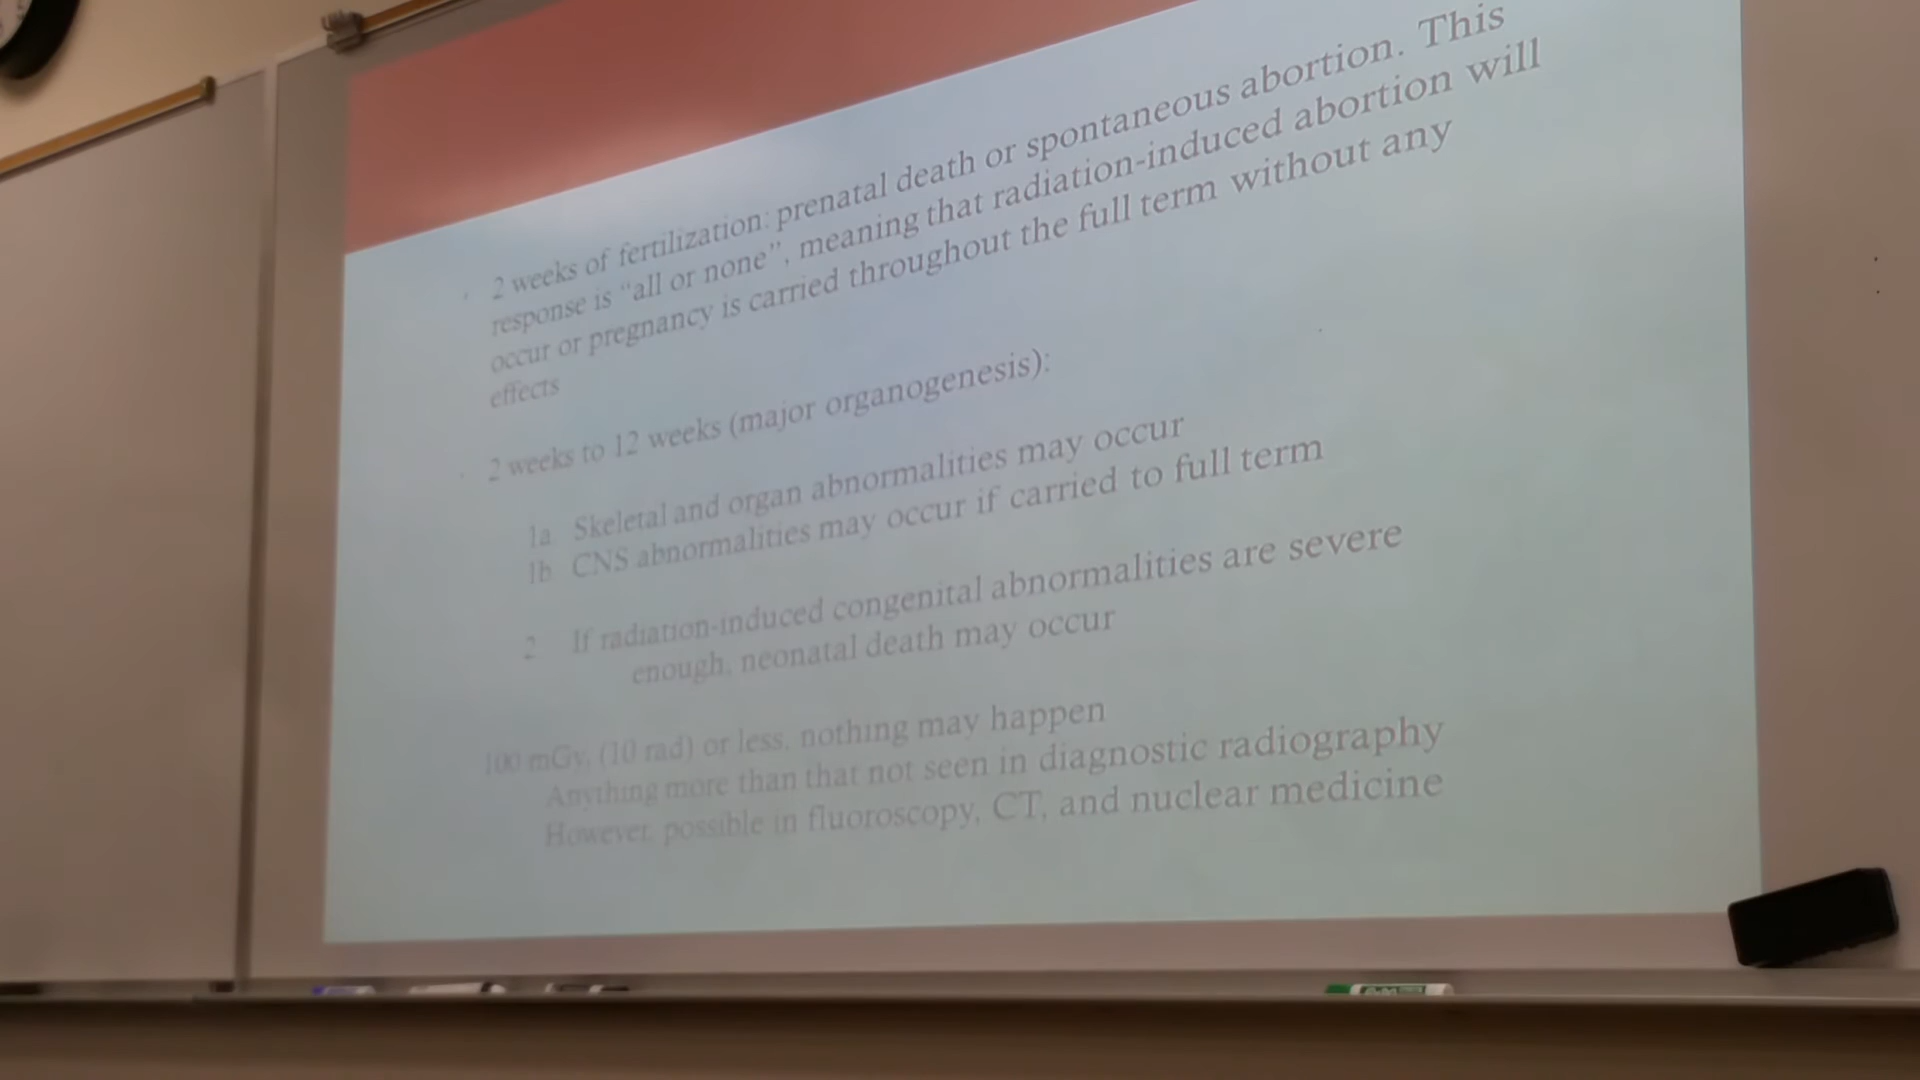 2 weeks of fertilization: prenatal death or spontaneous abortion. This
response is “all or none”, meaning that radiation-induced abortion will
occur or pregnancy is carried throughout the full term without any
effects
2 weeks to 12 weeks (major organogenesis):
1a Skeletal and organ abnormalities may occur
1b CNS abnormalities may occur if carried to full term
2 If radiation-induced congenital abnormalities are severe
enough, neonatal death may occur
100 mGy, (10 rad) or less, nothing may happen
Anything more than that not seen in diagnostic radiography
However, possible in fluoroscopy, CT, and nuclear medicine